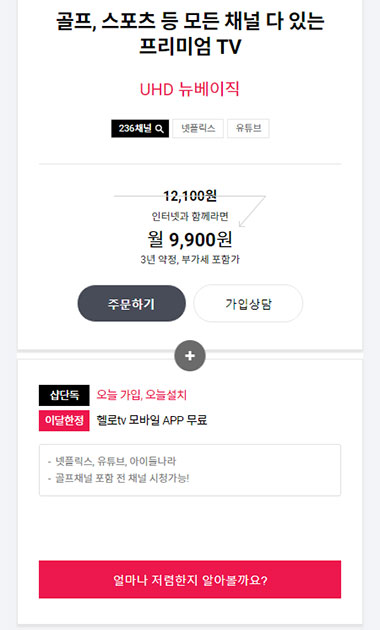 골프, 스포츠 등 모든 채널 다 있는
프리미엄 TV
UHD 뉴베이직
236채널 넷플릭스 유튜브
12,100원
인터넷과 함께라면
월 9,900원
3년 약정, 부가세 포함가
주문하기 가입상담
샵단독 오늘 가입, 오늘설치
이달한정 헬로tv 모바일 APP 무료
- 넷플릭스, 유튜브, 아이들나라
- 골프채널 포함 전 채널 시청가능!
얼마나 저렴한지 알아볼까요?